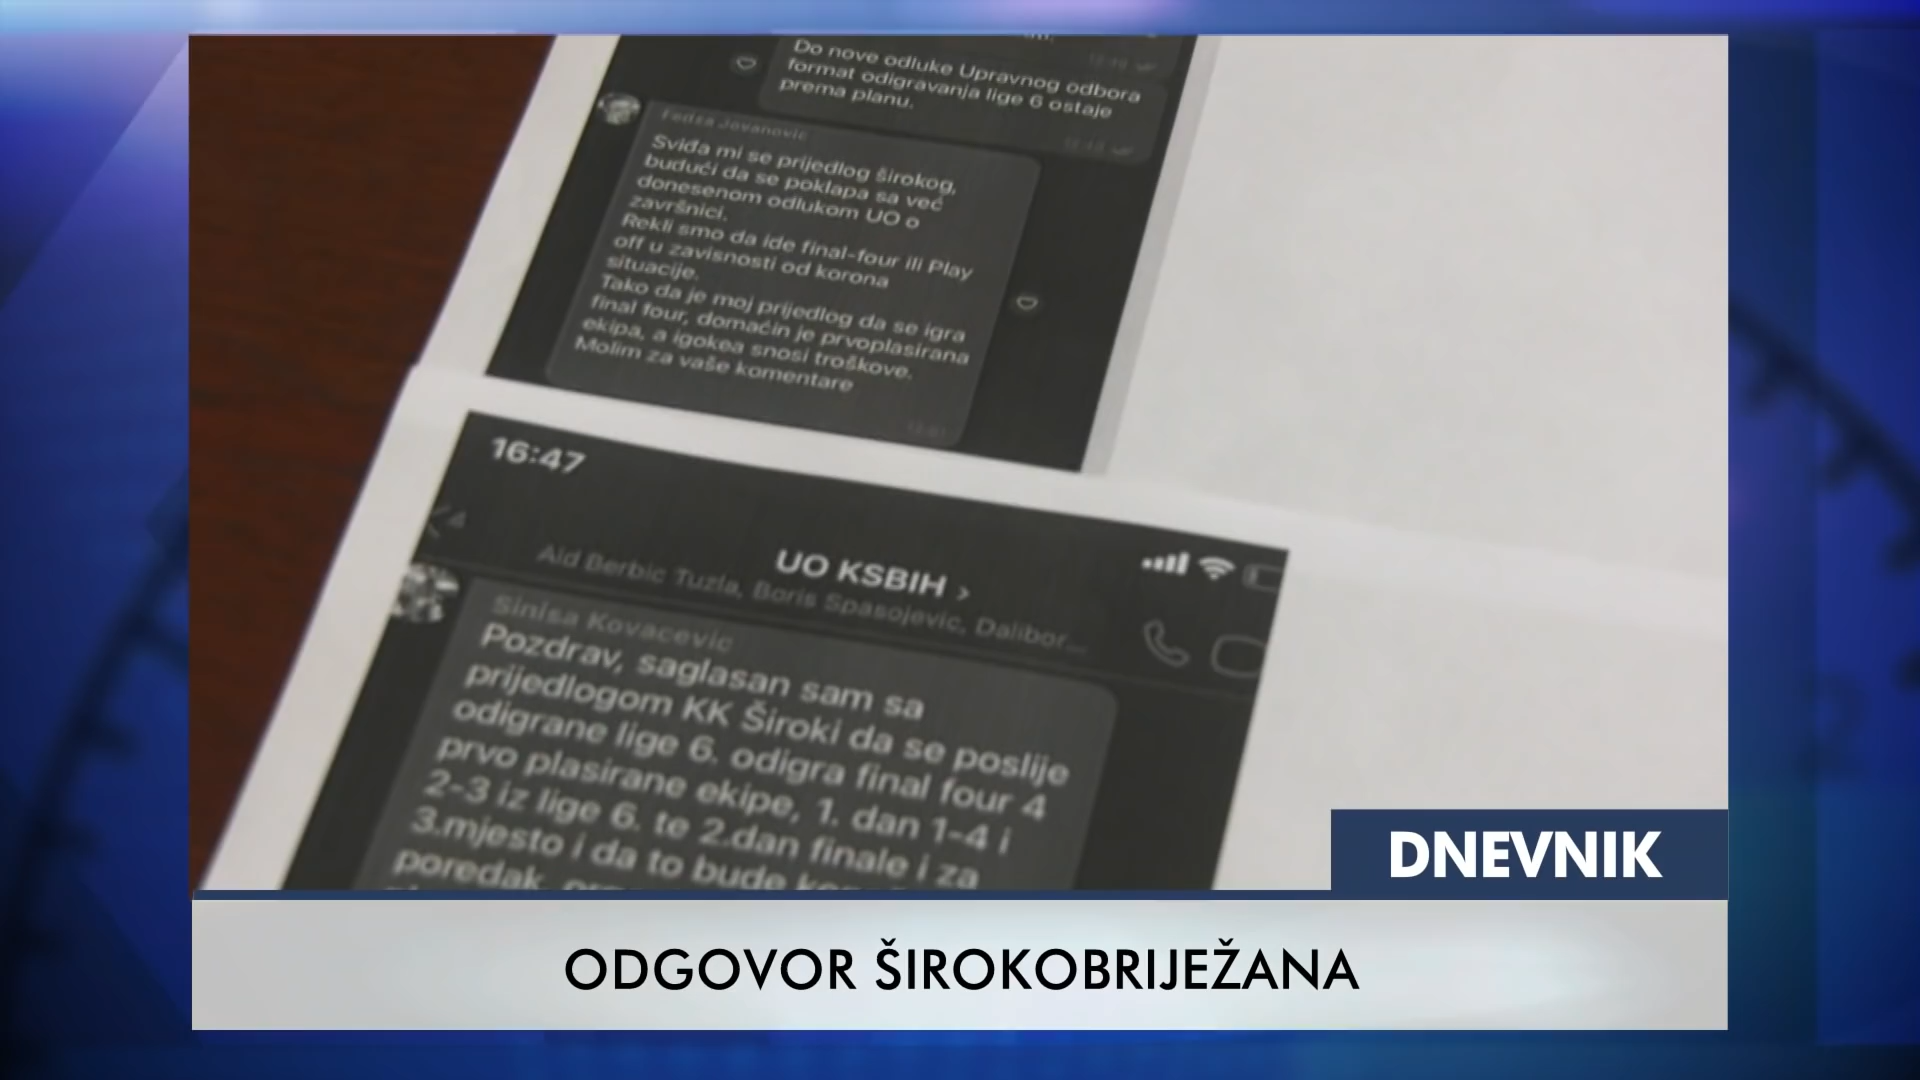 Do nove odluke Upravnog odbora
format odigravanja lige 6 ostaje
prema planu.
Fedza Jovanovic
Sviđa mi se prijedlog širokog,
budući da se poklapa sa već
donesenom odlukom UO o
završnici.
Rekli smo da ide final-four ili Play
off u zavisnosti od korona
situacije.
Tako da je moj prijedlog da se igra
final four, domaćin je prvoplasirana
ekipa, a igokea snosi troškove.
Molim za vaše komentare
16:47
4
UO KSBIH >
Aid Berbic Tuzla, Boris Spasojevic, Dalibor...
Sinisa Kovacevic
Pozdrav, saglasan sam sa
prijedlogom KK Široki da se poslije
odigrane lige 6. odigra final four 4
prvo plasirane ekipe, 1. dan 1-4 i
2-3 iz lige 6. te 2.dan finale i za
3.mjesto i da to bude
poredak
DNEVNIK
ODGOVOR ŠIROKOBRIJEŽANA